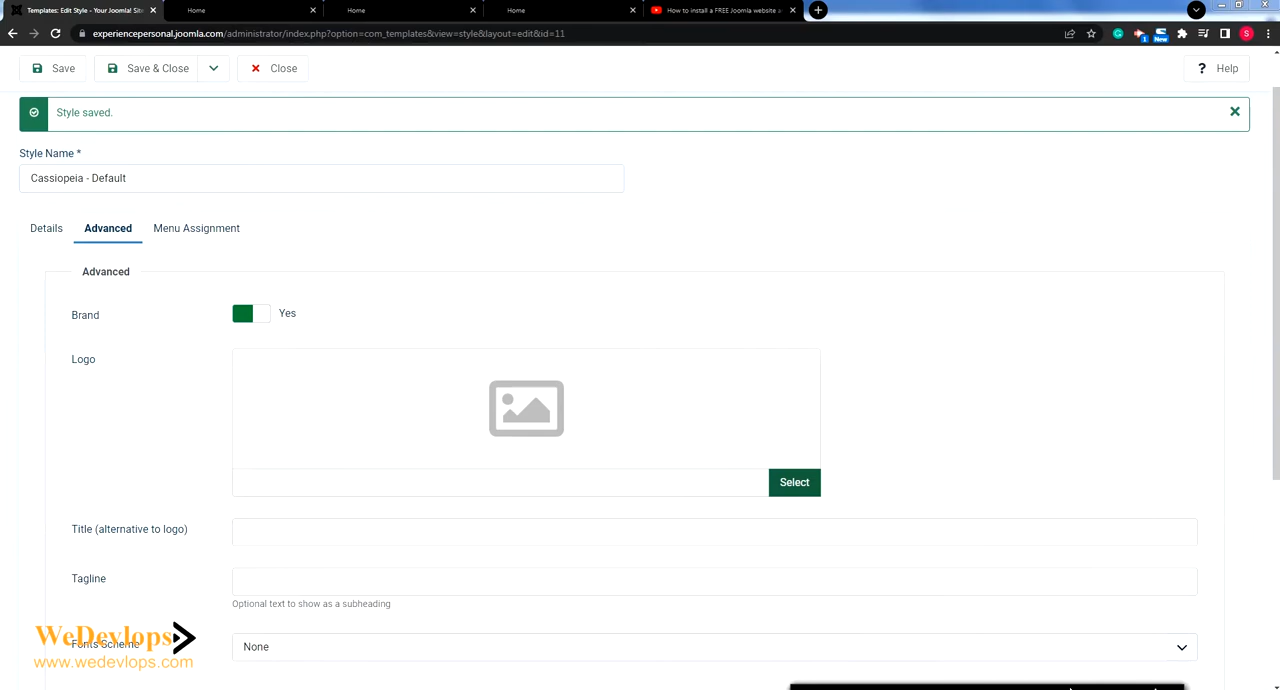 Templates: Edit Style - Your Joomla! Site
Home
Home
Home
How to install a FREE Joomla website a
experiencepersonal.joomla.com/administrator/index.php?option=com_templates&view=style&layout=edit&id=11
1
New
S
Save
Save & Close
Close
? Help
Style saved.
Style Name *
Cassiopeia - Default
Details
Advanced
Menu Assignment
Advanced
Brand
Yes
Logo
Select
Title (alternative to logo)
Tagline
Optional text to show as a subheading
Fonts Scheme
None
WeDevlops
www.wedevlops.com